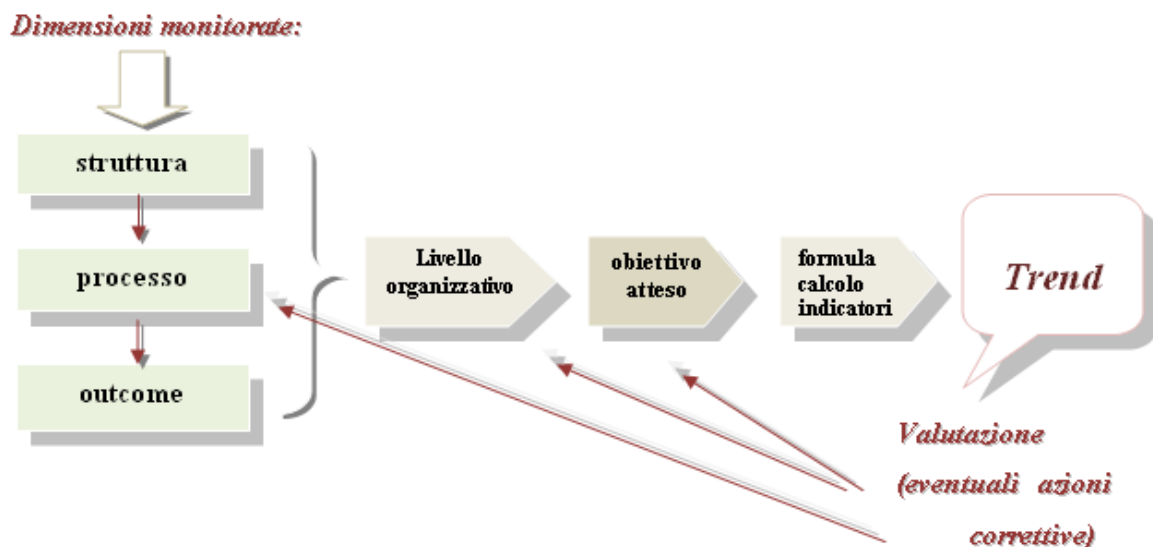 Dimensioni monitorate:
struttura
processo
outcome
Livello
organizzativo
obiettivo
atteso
formula
calcolo
indicatori
Trend
Valutazione
(eventuali azioni
correttive)